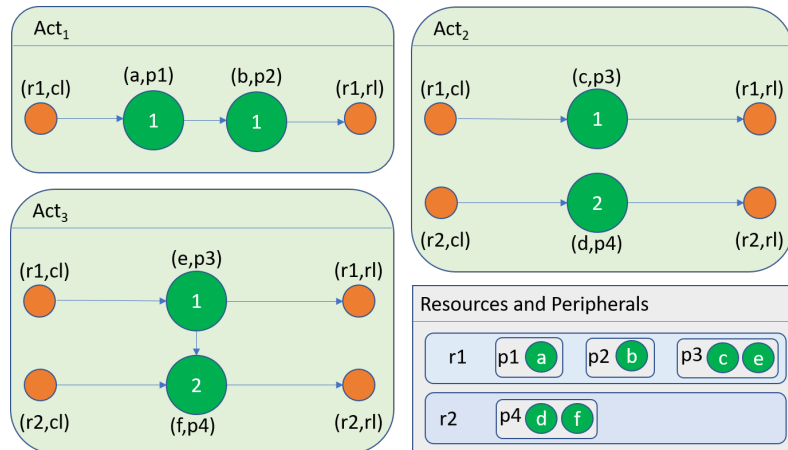 Act1
(r1,cl) (a,p1) (b,p2) (r1,rl)
1 1
Act2
(r1,cl) (c,p3) (r1,rl)
1
2
(r2,cl) (d,p4) (r2,rl)
Act3
(r1,cl) (e,p3) (r1,rl)
1
2
(r2,cl) (f,p4) (r2,rl)
Resources and Peripherals
r1 p1 a p2 b p3 c e
r2 p4 d f